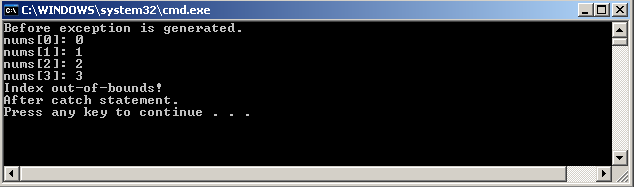 C:\WINDOWS\system32\cmd.exe
Before exception is generated.
nums[0]: 0
nums[1]: 1
nums[2]: 2
nums[3]: 3
Index out-of-bounds!
After catch statement.
Press any key to continue . . .